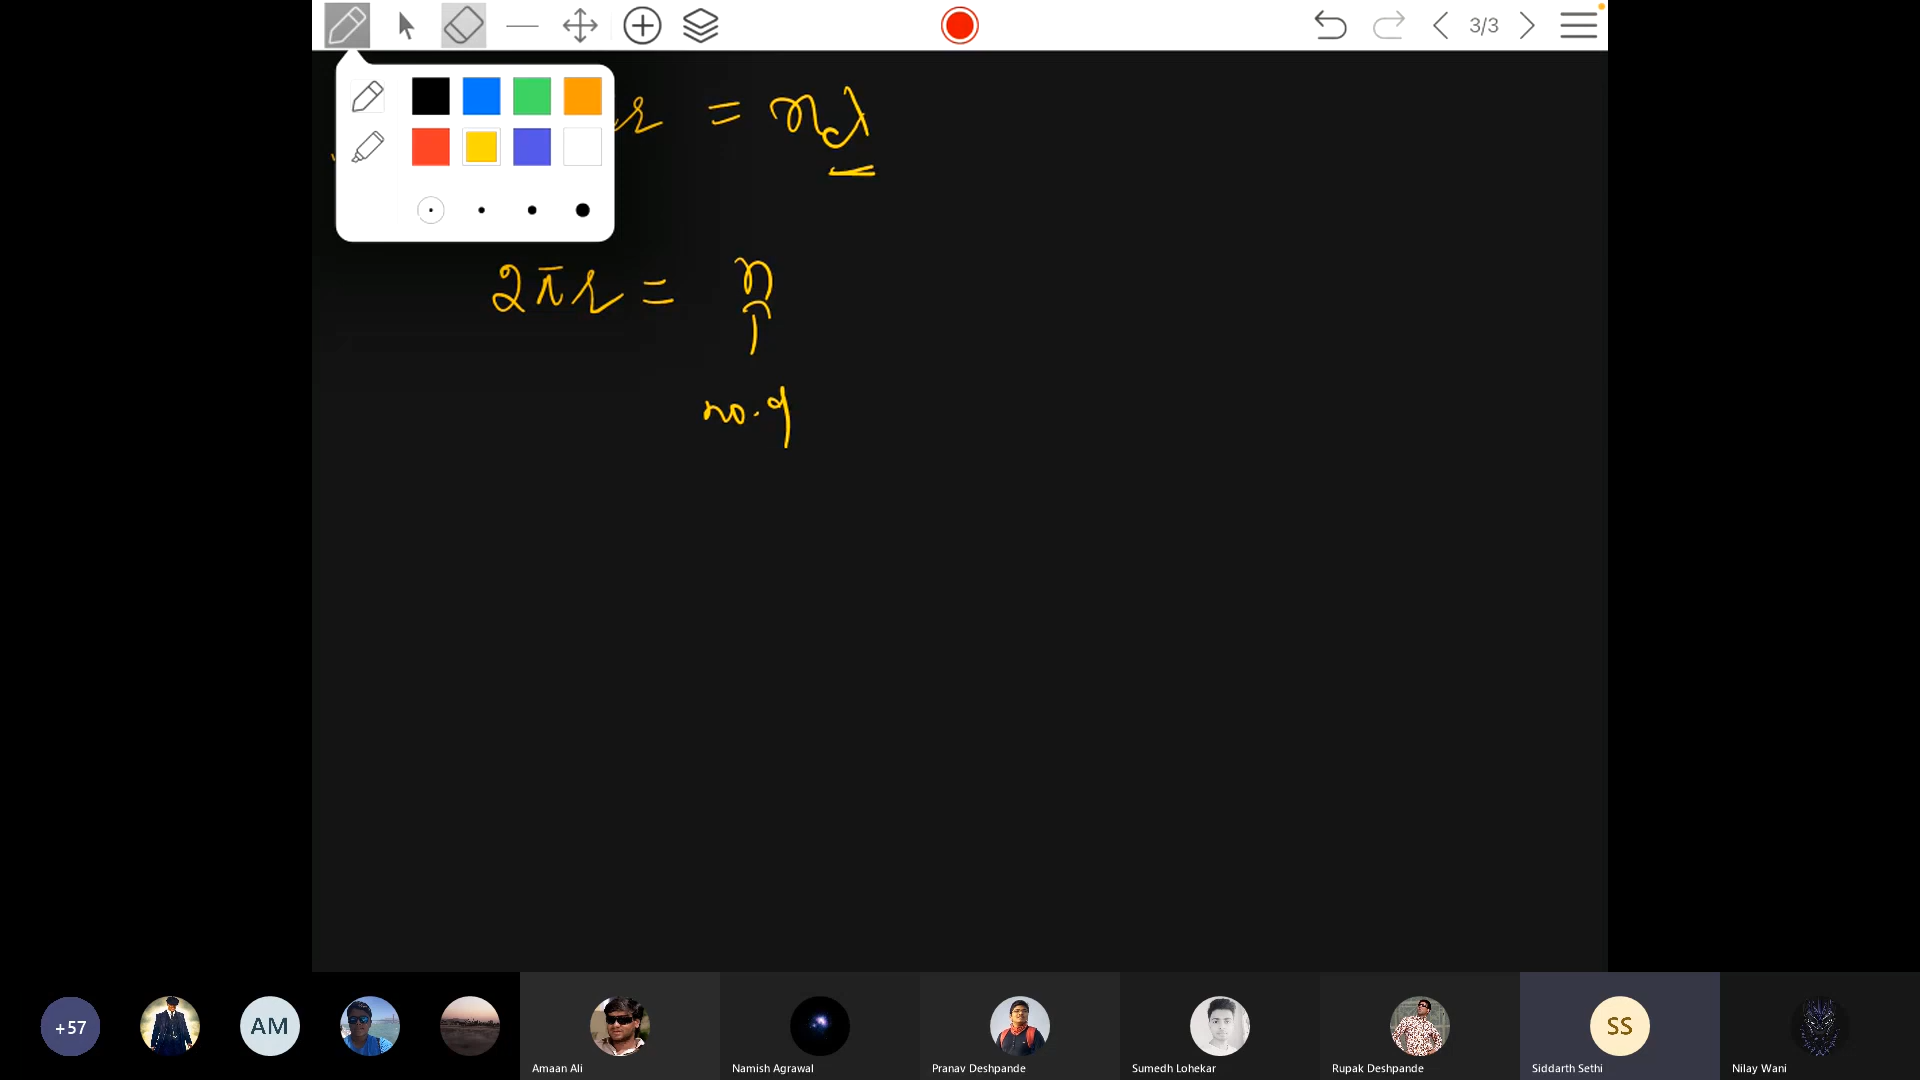 3/3
r = nλ
2πr = n
no. of
+57
AM
SS
Amaan Ali
Namish Agrawal
Pranav Deshpande
Sumedh Lohekar
Rupak Deshpande
Siddarth Sethi
Nilay Wani